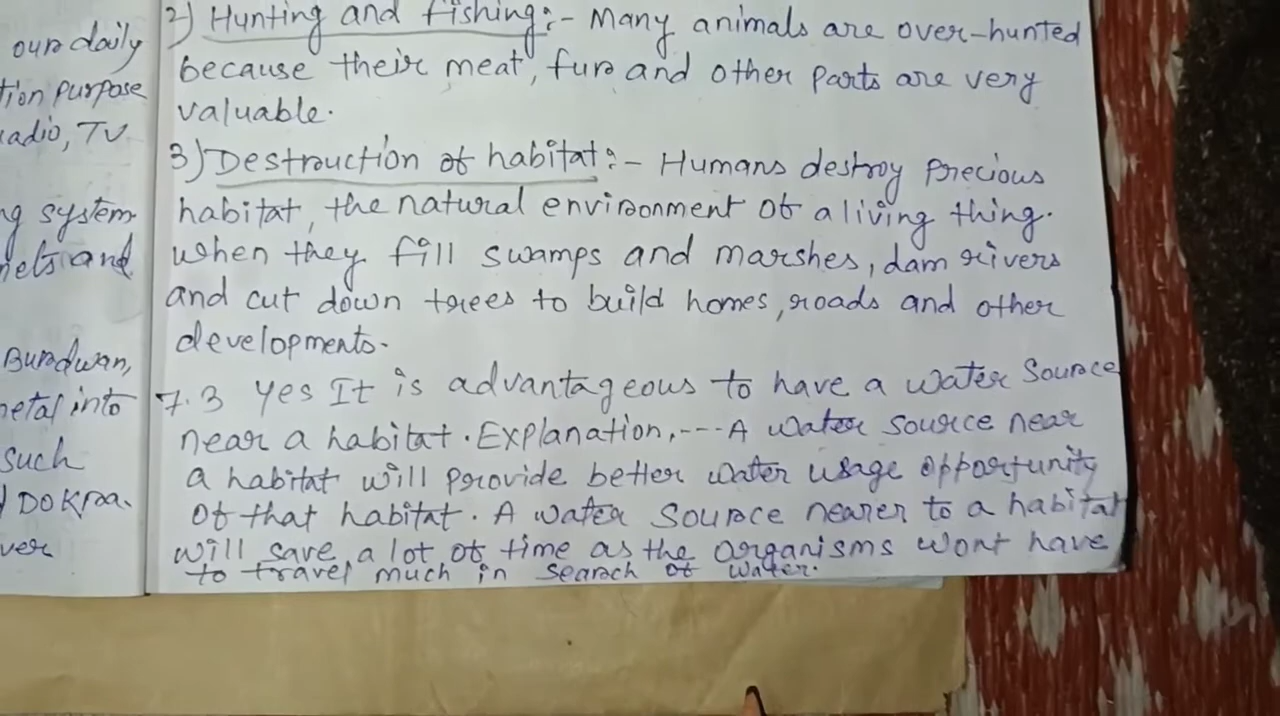 our daily
tion purpose
radio, TV
ng system
nels and
Burdwan,
metal into
such
DOKRA.
ver
2) Hunting and fishing:- Many animals are over-hunted
because their meat, fur and other parts are very
valuable.
3) Destruction of habitat:- Humans destroy precious
habitat, the natural environment of a living thing.
when they fill swamps and marshes, dam rivers
and cut down trees to build homes, roads and other
developments.
7.3 Yes It is advantageous to have a water source
near a habitat. Explanation,--- A water source near
a habitat will provide better water usage opportunity
of that habitat. A water source nearer to a habitat
will save a lot of time as the organisms wont have
to travel much in search of water.